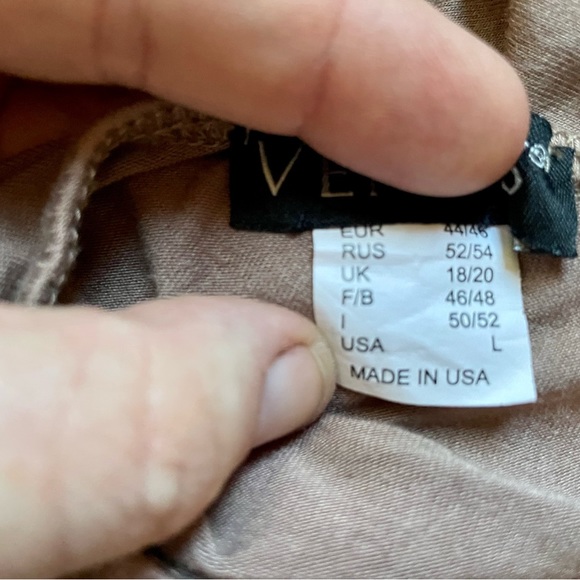 EUR 44/46
RUS 52/54
UK 18/20
F/B 46/48
I 50/52
USA L
MADE IN USA